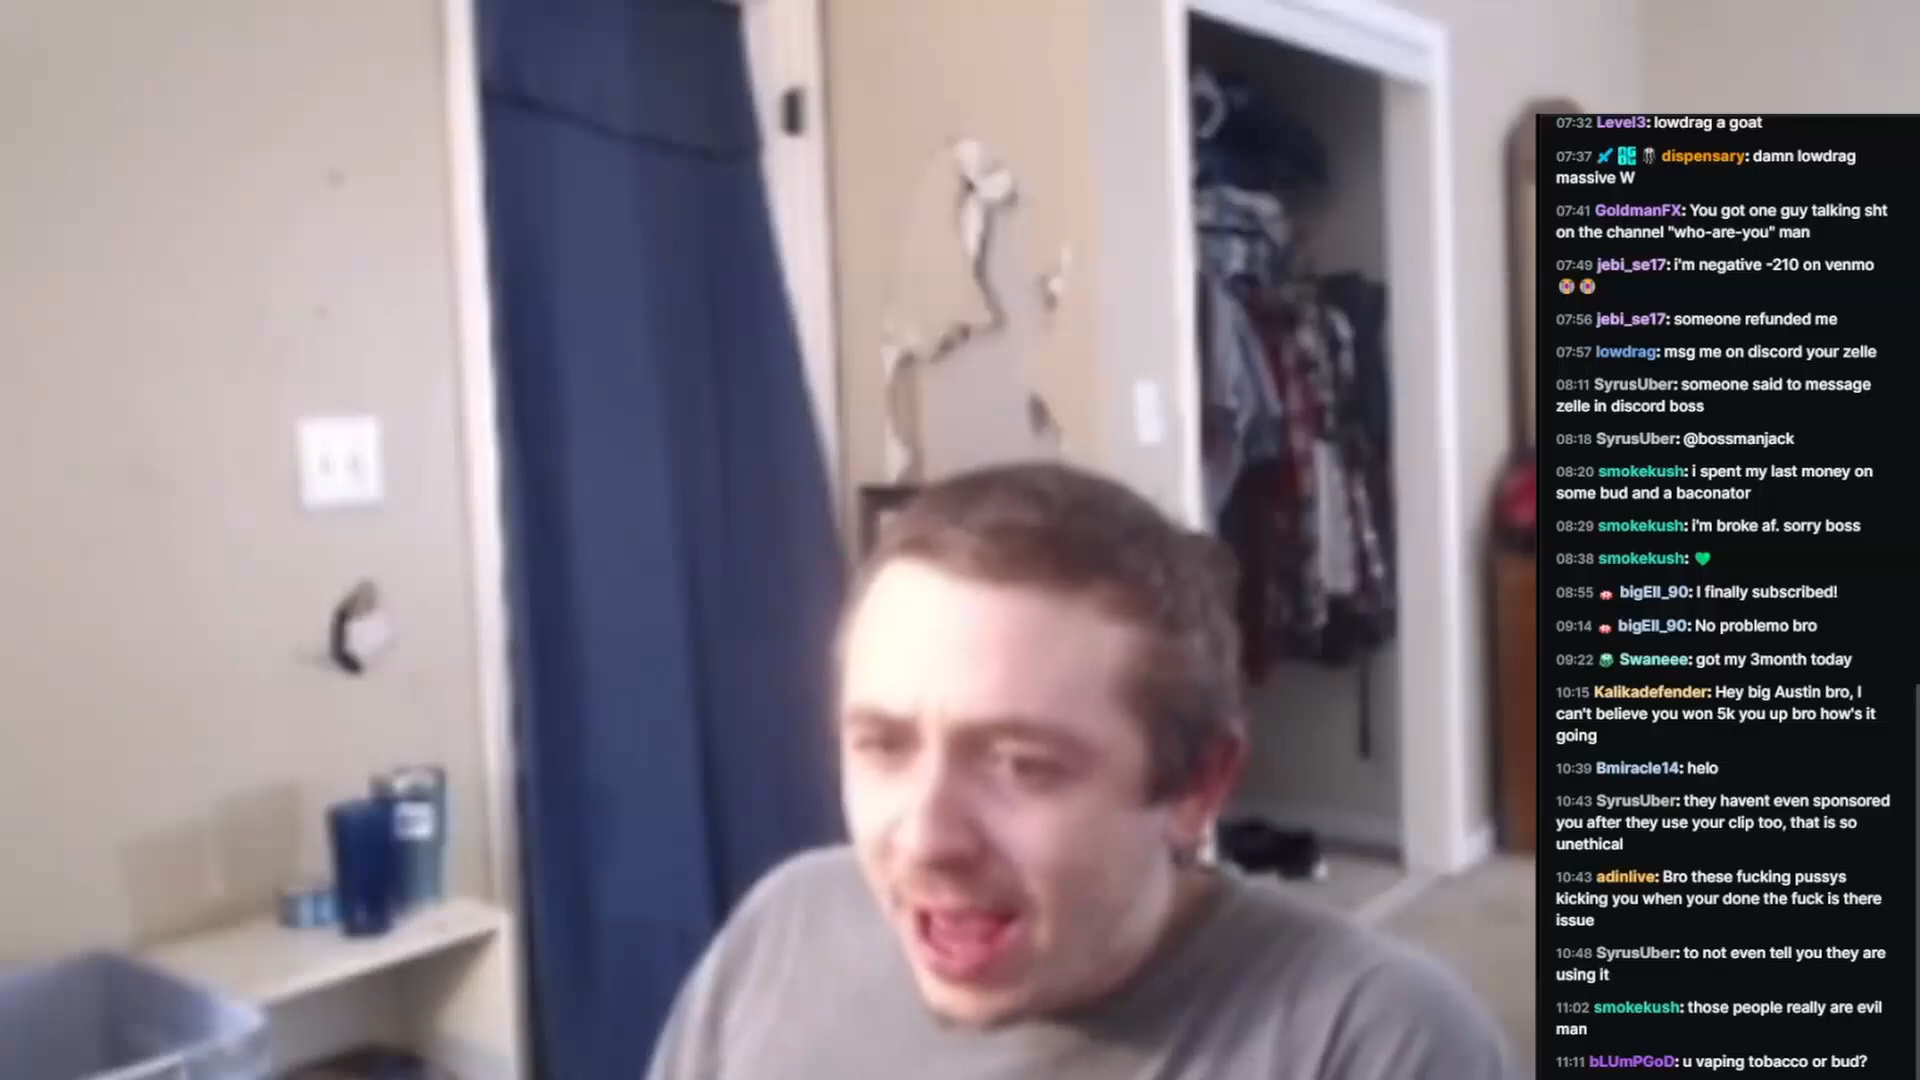 07:32 Level3: lowdrag a goat
07:37 dispensary: damn lowdrag
massive W
07:41 GoldmanFX: You got one guy talking sht
on the channel "who-are-you" man
07:49 jebi_se17: i'm negative -210 on venmo
07:56 jebi_se17: someone refunded me
07:57 lowdrag: msg me on discord your zelle
08:11 SyrusUber: someone said to message
zelle in discord boss
08:18 SyrusUber: @bossmanjack
08:20 smokekush: i spent my last money on
some bud and a baconator
08:29 smokekush: i'm broke af. sorry boss
08:38 smokekush: 💚
08:55 bigEll_90: I finally subscribed!
09:14 bigEll_90: No problemo bro
09:22 Swaneee: got my 3month today
10:15 Kalikadefender: Hey big Austin bro, I
can't believe you won 5k you up bro how's it
going
10:39 Bmiracle14: helo
10:43 SyrusUber: they havent even sponsored
you after they use your clip too, that is so
unethical
10:43 adinlive: Bro these fucking pussys
kicking you when your done the fuck is there
issue
10:48 SyrusUber: to not even tell you they are
using it
11:02 smokekush: those people really are evil
man
11:11 bLUmPGoD: u vaping tobacco or bud?